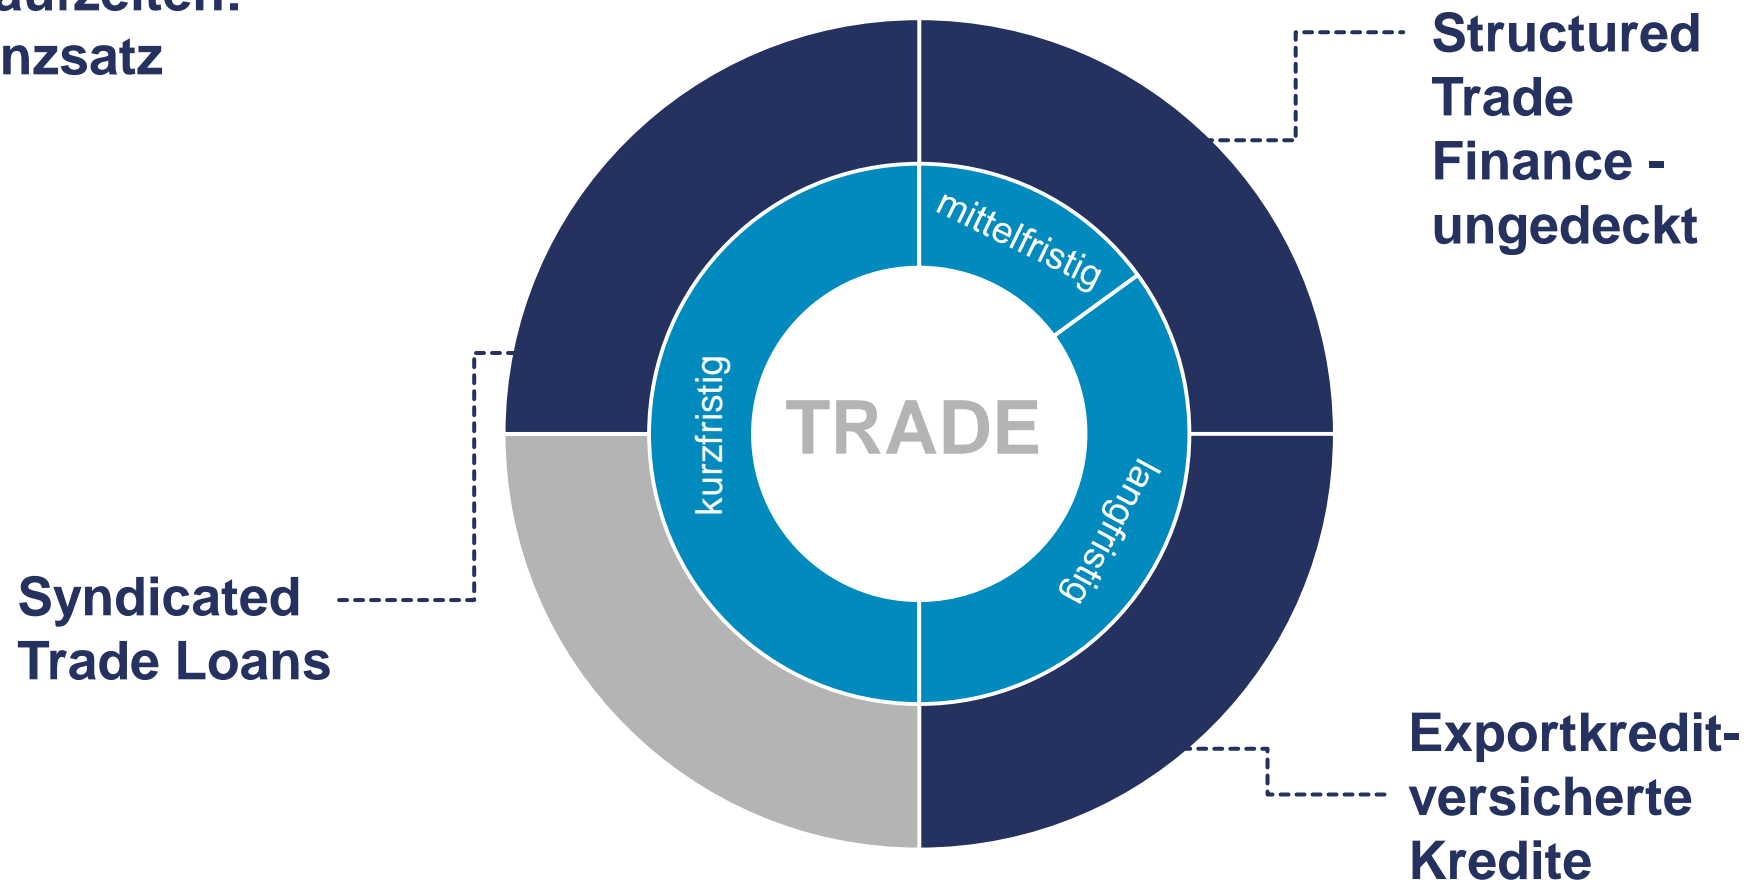 nzsatz
Structured
Trade
Finance -
ungedeckt
mittelfristig
kurzfristig
TRADE
langfristig
Syndicated
Trade Loans
Exportkredit-
versicherte
Kredite